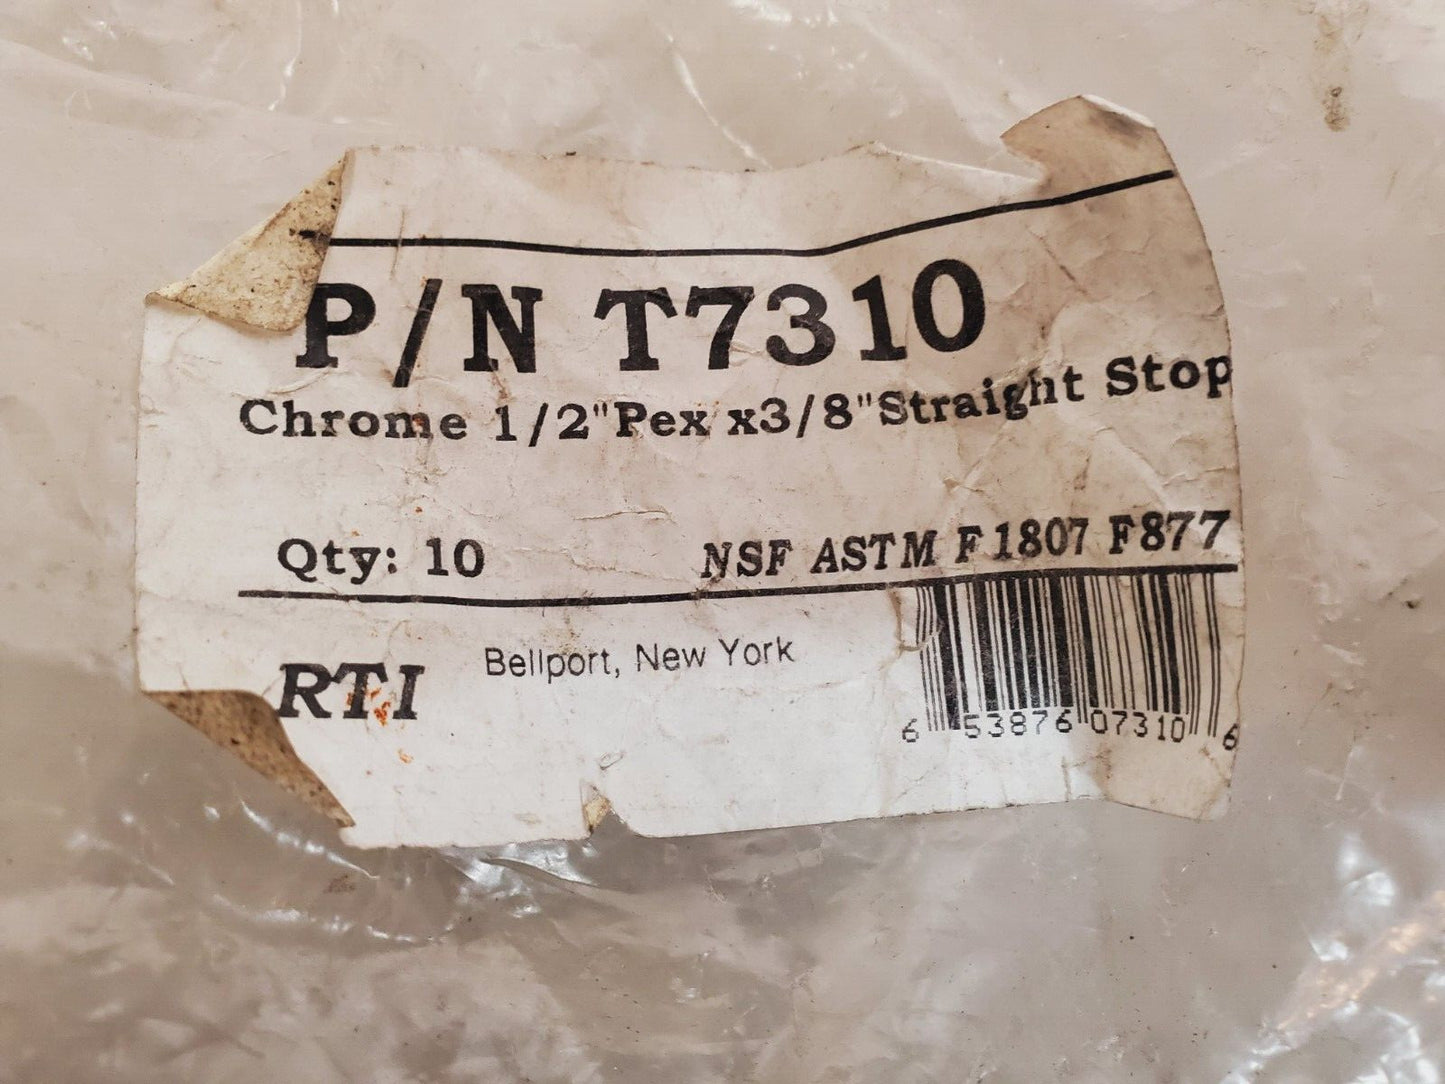 P/N T7310
Chrome 1/2"Pex x3/8"Straight Stop
Qty: 10 NSF ASTM F1807 F877
RTI Bellport, New York
6 53876 07310 6